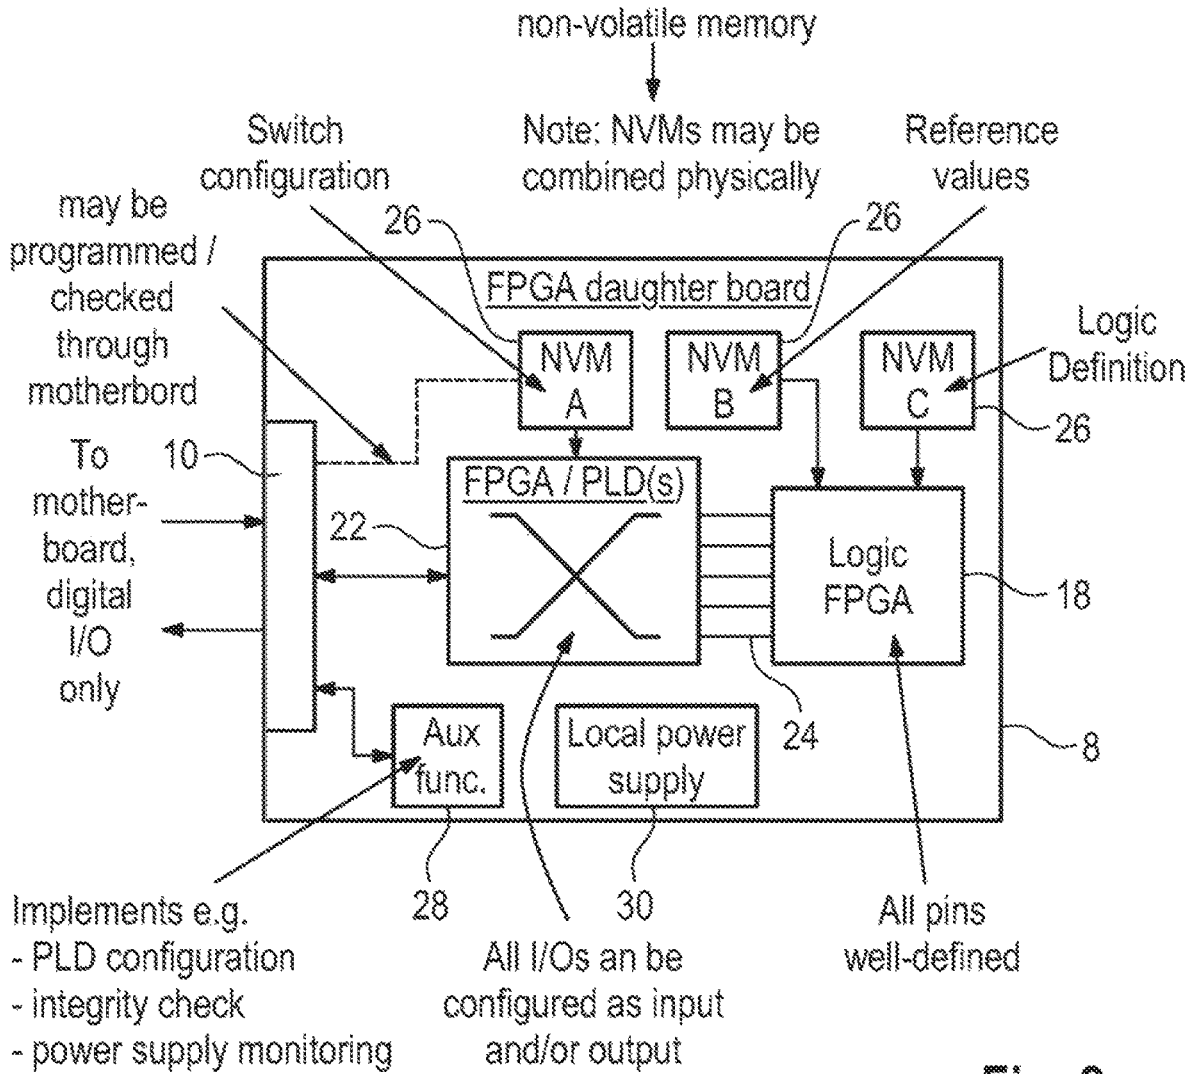 non-volatile memory
Note: NVMs may be
combined physically
Switch
configuration
Reference
values
may be
programmed /
checked
through
motherbord
26
26
FPGA daughter board
NVM
A
NVM
B
NVM
C
Logic
Definition
26
To
mother-
board,
digital
I/O
only
10
22
FPGA / PLD(s)
Logic
FPGA
18
24
8
Aux
func.
Local power
supply
28
30
Implements e.g.
- PLD configuration
- integrity check
- power supply monitoring
All I/Os an be
configured as input
and/or output
All pins
well-defined